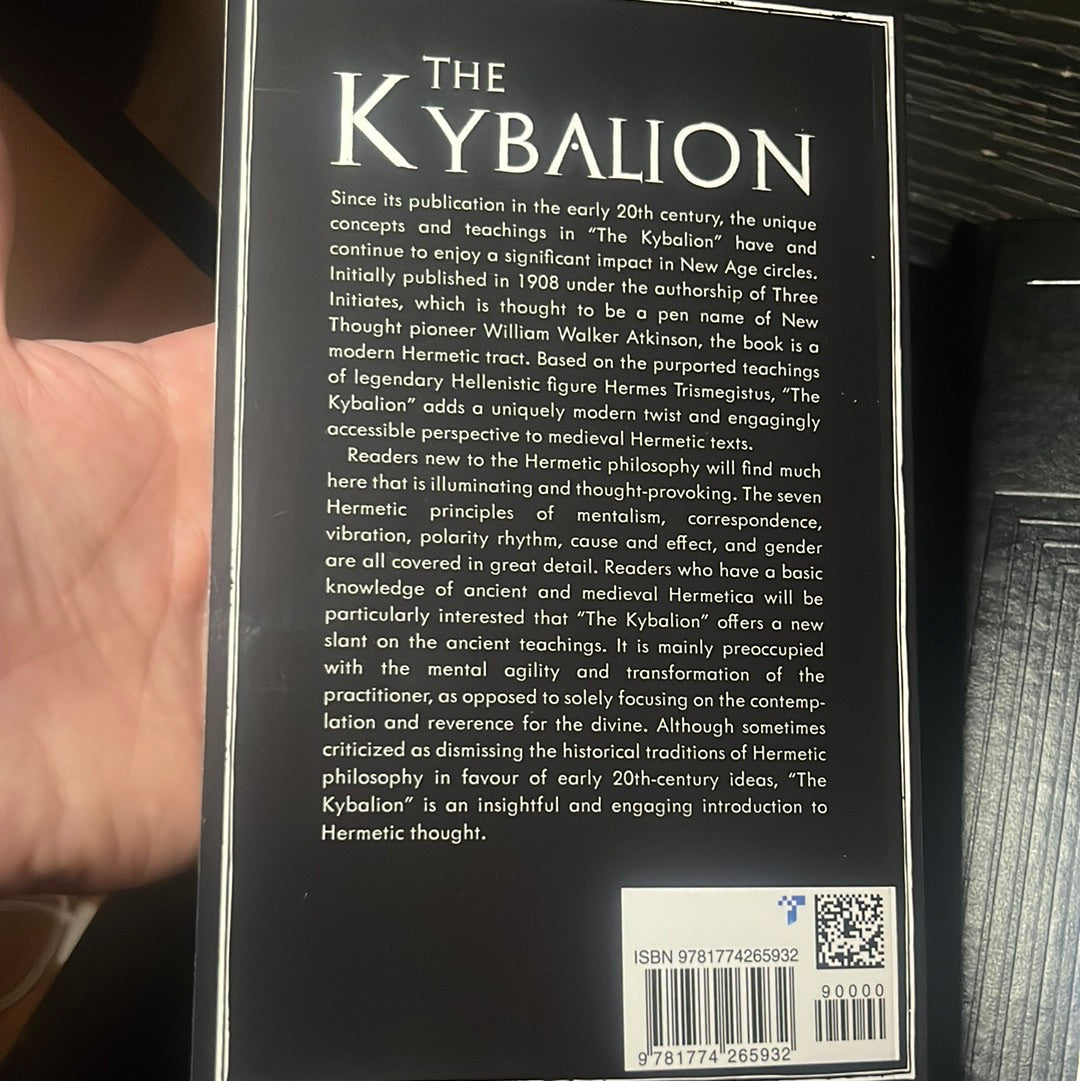 THE
KYBALION
Since its publication in the early 20th century, the unique
concepts and teachings in “The Kybalion” have and
continue to enjoy a significant impact in New Age circles.
Initially published in 1908 under the authorship of Three
Initiates, which is thought to be a pen name of New
Thought pioneer William Walker Atkinson, the book is a
modern Hermetic tract. Based on the purported teachings
of legendary Hellenistic figure Hermes Trismegistus, “The
Kybalion” adds a uniquely modern twist and engagingly
accessible perspective to medieval Hermetic texts.
Readers new to the Hermetic philosophy will find much
here that is illuminating and thought-provoking. The seven
Hermetic principles of mentalism, correspondence,
vibration, polarity rhythm, cause and effect, and gender
are all covered in great detail. Readers who have a basic
knowledge of ancient and medieval Hermetica will be
particularly interested that “The Kybalion” offers a new
slant on the ancient teachings. It is mainly preoccupied
with the mental agility and transformation of the
practitioner, as opposed to solely focusing on the contemp-
lation and reverence for the divine. Although sometimes
criticized as dismissing the historical traditions of Hermetic
philosophy in favour of early 20th-century ideas, “The
Kybalion” is an insightful and engaging introduction to
Hermetic thought.
ISBN 9781774265932
90000
9 781774 265932